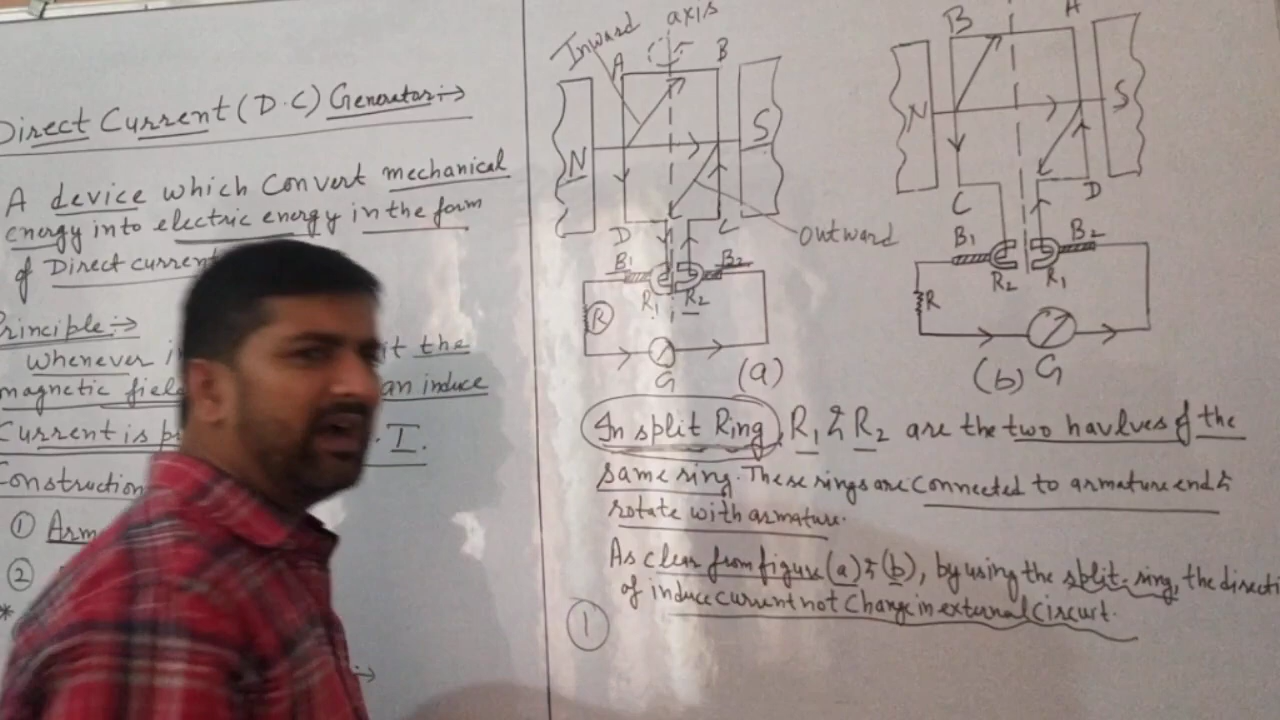 Direct Current (D.C) Generator:→
A device which Convert mechanical
energy into electric energy in the form
of Direct current
Principle:→
Whenever it the
magnetic field an induce
Current is . I.
Construction
① Arm
②
*
Inward
axis
A B
N S
D C
outward
B1 B2
R1 R2
R
G (a)
B A
N S
C D
B1 B2
R2 R1
R
(b) G
In split Ring, R1 & R2 are the two havlves of the
same ring. These rings are connected to armature end &
rotate with armature.
As clear from figure (a) & (b), by using the split-ring, the directi
of induce current not change in external circuit.
①